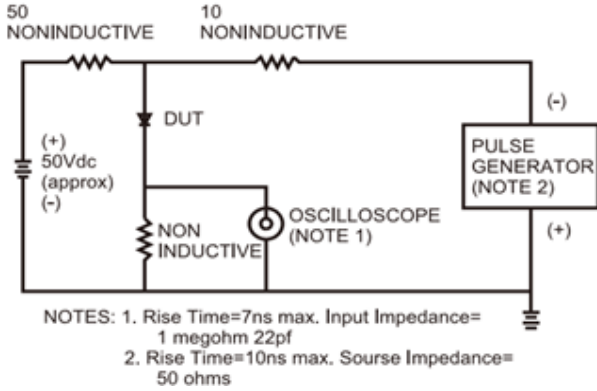 50
NONINDUCTIVE
10
NONINDUCTIVE
DUT
(+)
50Vdc
(approx)
(-)
(-)
PULSE
GENERATOR
(NOTE 2)
(+)
NON
INDUCTIVE
OSCILLOSCOPE
(NOTE 1)
NOTES: 1. Rise Time=7ns max. Input Impedance=
1 megohm 22pf
2. Rise Time=10ns max. Sourse Impedance=
50 ohms